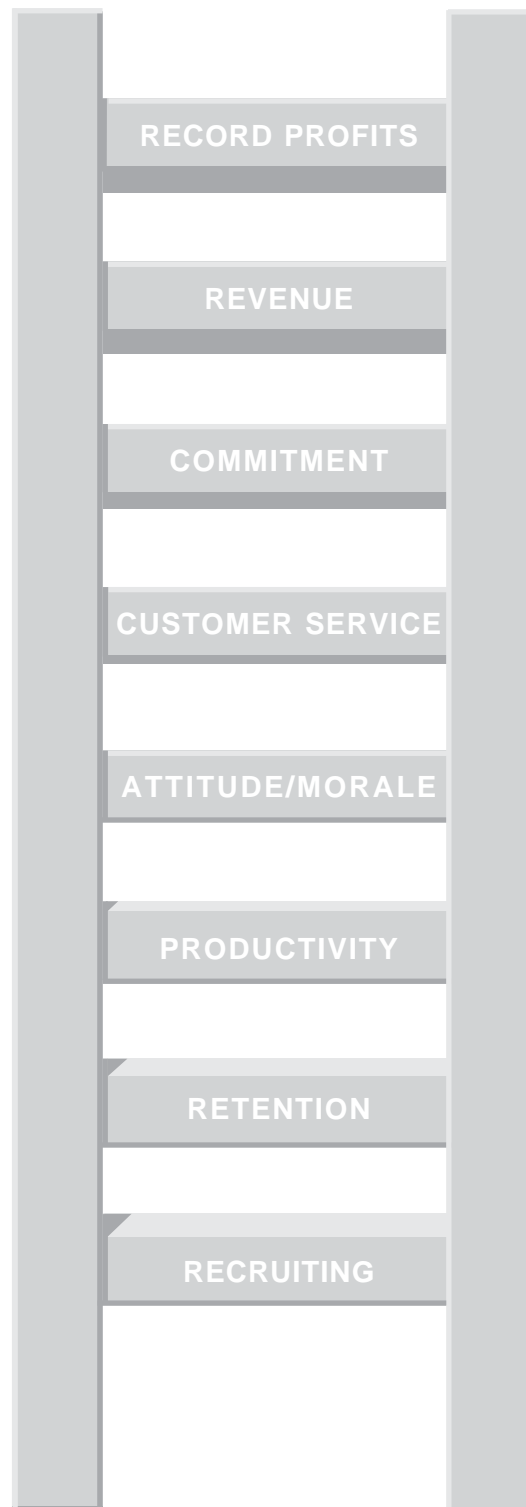 RECORD PROFITS
REVENUE
COMMITMENT
CUSTOMER SERVICE
ATTITUDE/MORALE
PRODUCTIVITY
RETENTION
RECRUITING